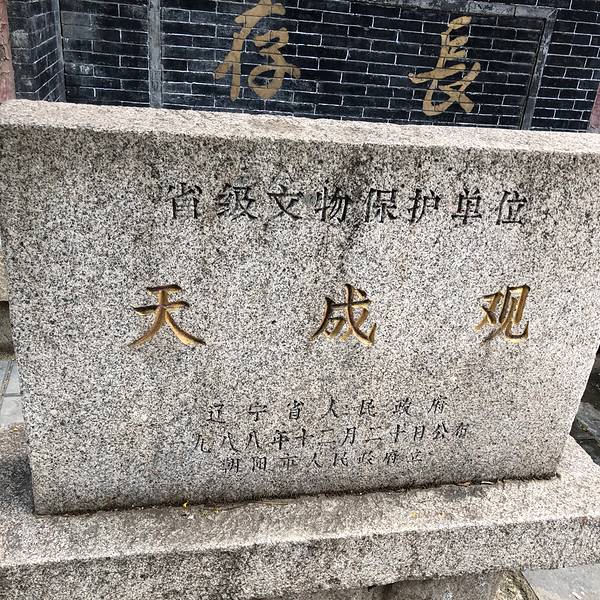 長存
省级文物保护单位
天成观
辽宁省人民政府
一九八八年十二月二十日公布
朝阳市人民政府立